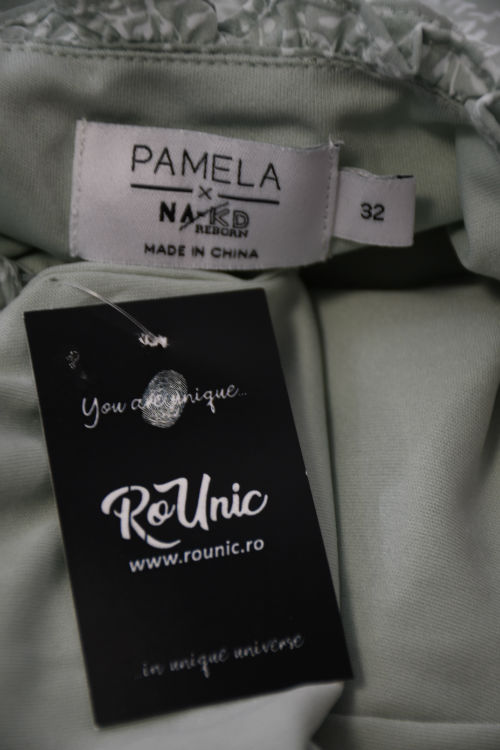 PAMELA
×
NA-KD
REBORN
MADE IN CHINA
32
You are unique...
RoUnic
www.rounic.ro
...in unique universe